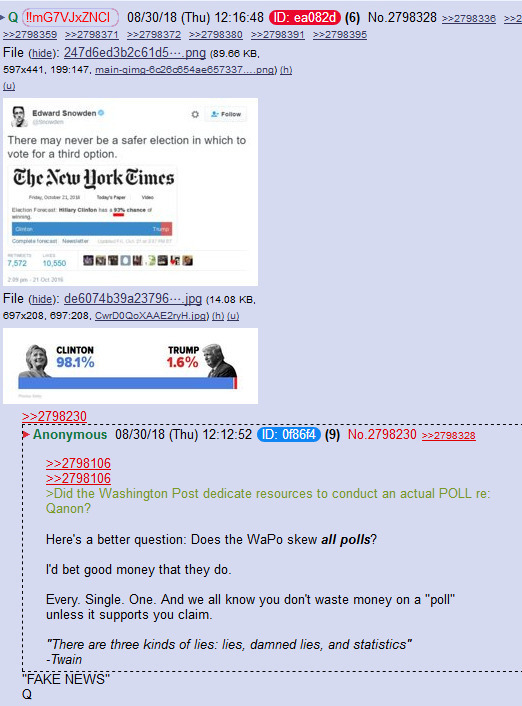 Q !!mG7VJxZNCI 08/30/18 (Thu) 12:16:48 ID: ea082d (6) No.2798328 >>2798336 >>2
>>2798359 >>2798371 >>2798372 >>2798380 >>2798391 >>2798395
File (hide): 247d6ed3b2c61d5⋯.png (89.66 KB,
597x441, 199:147, main-qimg-6c26c654ae657337....png) (h)
(u)
Edward Snowden
@Snowden
Follow
There may never be a safer election in which to
vote for a third option.
The New York Times
Friday, October 21, 2016 Today's Paper Video
Election Forecast: Hillary Clinton has a 93% chance of
winning.
Clinton Trump
Complete forecast Newsletter
RETWEETS LIKES
7,572 10,550
2:09 pm - 21 Oct 2016
File (hide): de6074b39a23796⋯.jpg (14.08 KB,
697x208, 697:208, CwrD0QoXAAE2ryH.jpg) (h) (u)
CLINTON TRUMP
98.1% 1.6%
>>2798230
Anonymous 08/30/18 (Thu) 12:12:52 ID: 0f86f4 (9) No.2798230 >>2798328
>>2798106
>>2798106
>Did the Washington Post dedicate resources to conduct an actual POLL re:
Qanon?
Here's a better question: Does the WaPo skew all polls?
I'd bet good money that they do.
Every. Single. One. And we all know you don't waste money on a "poll"
unless it supports you claim.
"There are three kinds of lies: lies, damned lies, and statistics"
-Twain
"FAKE NEWS"
Q